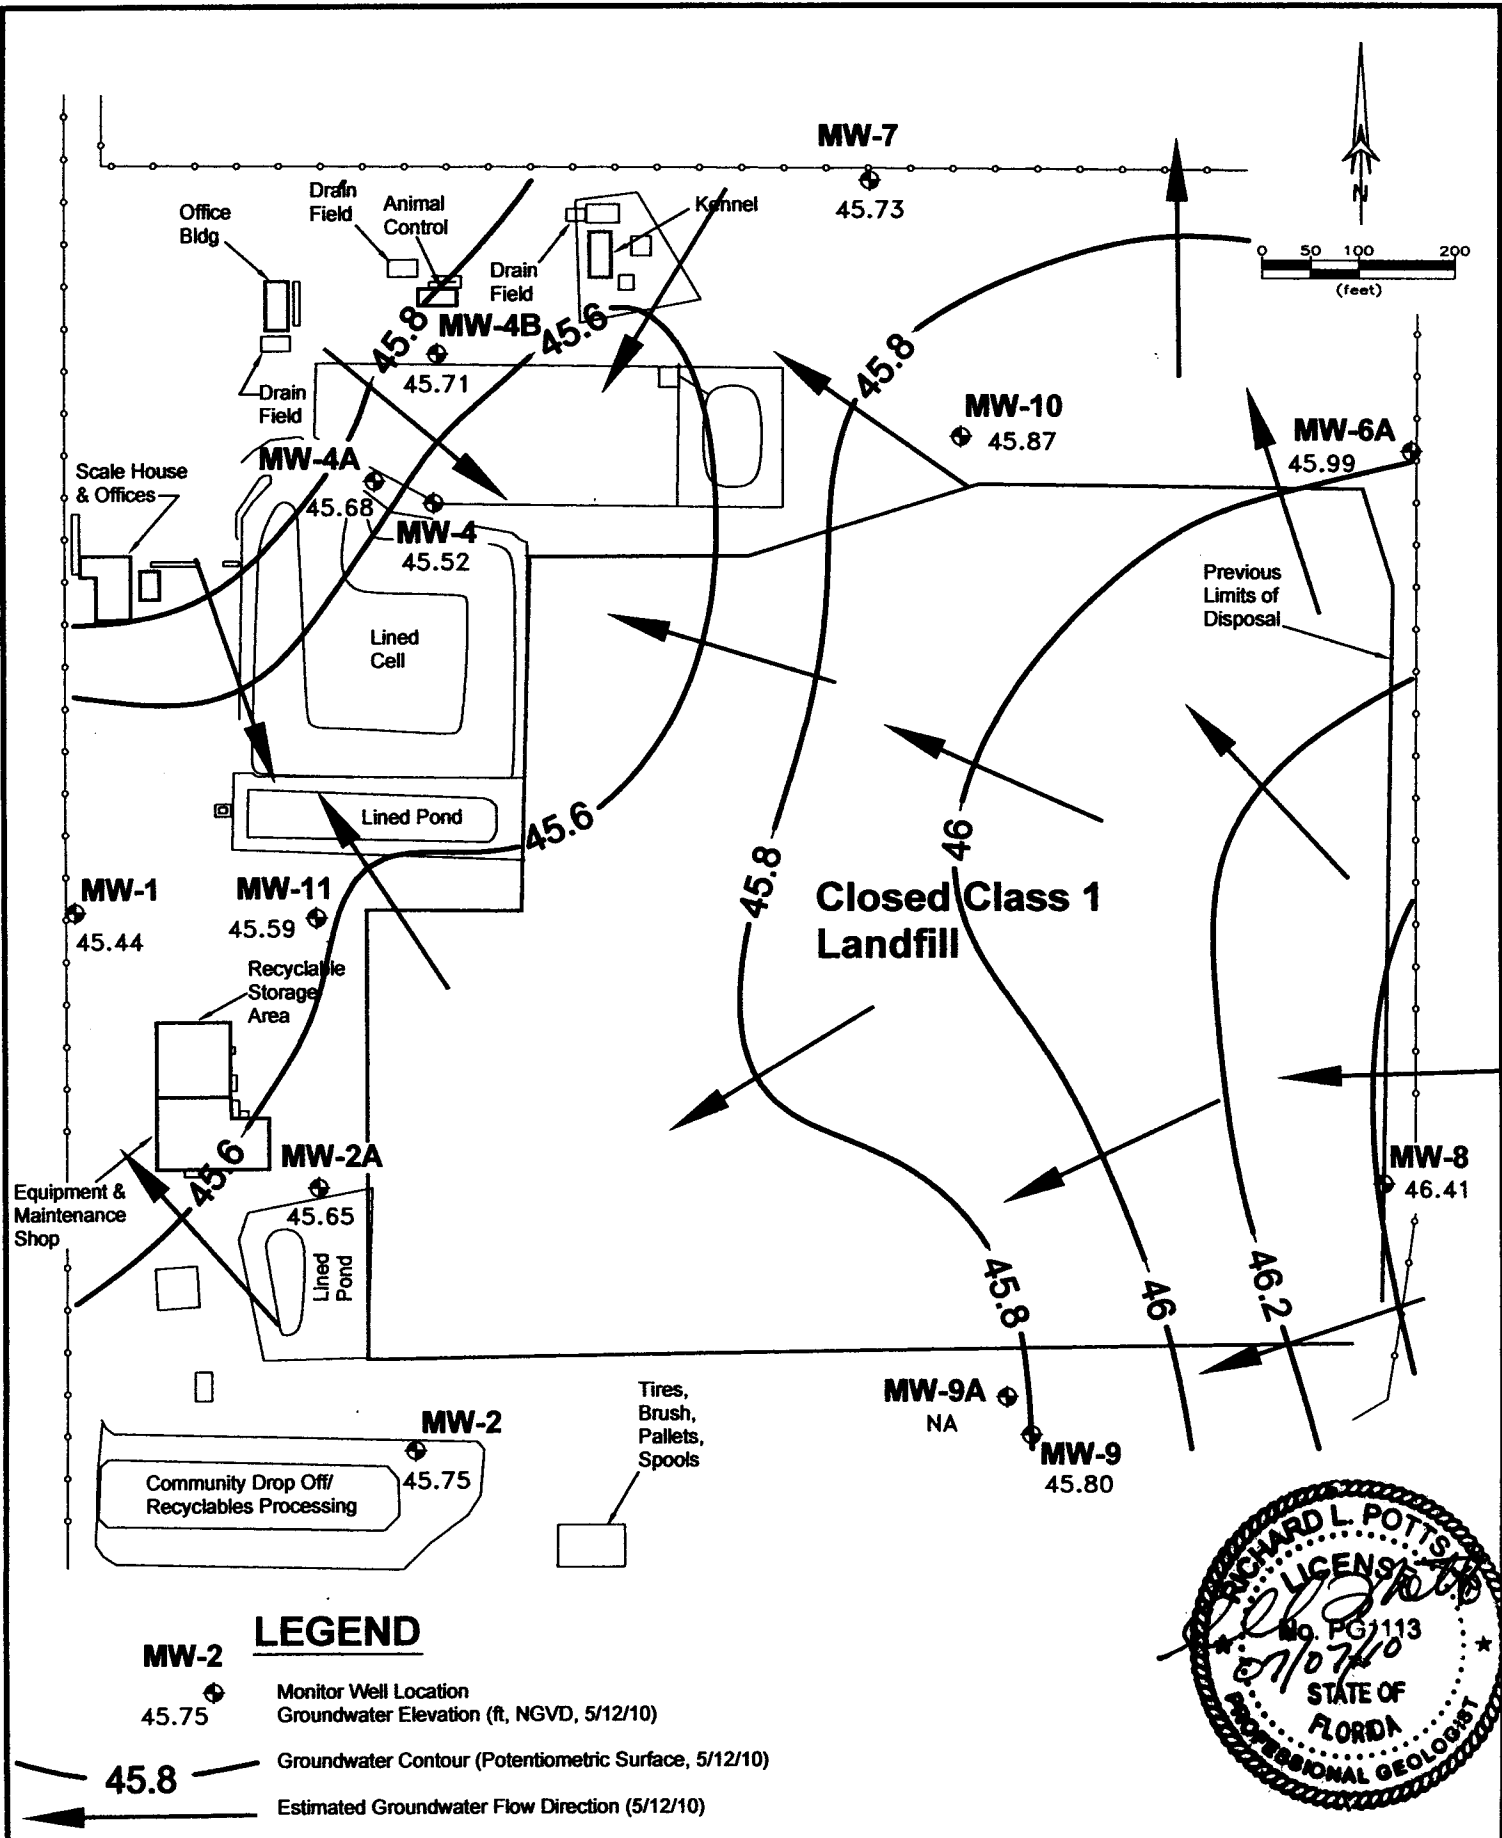 MW-7
45.73
N
0 50 100 200
(feet)
Office
Bldg
Drain
Field
Animal
Control
Drain
Field
Kennel
45.8
MW-4B
45.71
45.6
Drain
Field
45.8
MW-10
45.87
MW-6A
45.99
Scale House
& Offices
MW-4A
45.68
MW-4
45.52
Previous
Limits of
Disposal
Lined
Cell
Lined Pond
45.6
45.8
46
MW-1
45.44
MW-11
45.59
Closed Class 1
Landfill
Recyclable
Storage
Area
45.6
MW-2A
45.65
Equipment &
Maintenance
Shop
Lined
Pond
MW-8
46.41
45.8
46
46.2
MW-9A
NA
MW-9
45.80
Tires,
Brush,
Pallets,
Spools
MW-2
45.75
Community Drop Off/
Recyclables Processing
RICHARD L. POTTS
LICENSE
No. PG1113
07/07/10
STATE OF
FLORIDA
PROFESSIONAL GEOLOGIST
LEGEND
MW-2
45.75
Monitor Well Location
Groundwater Elevation (ft, NGVD, 5/12/10)
45.8
Groundwater Contour (Potentiometric Surface, 5/12/10)
Estimated Groundwater Flow Direction (5/12/10)